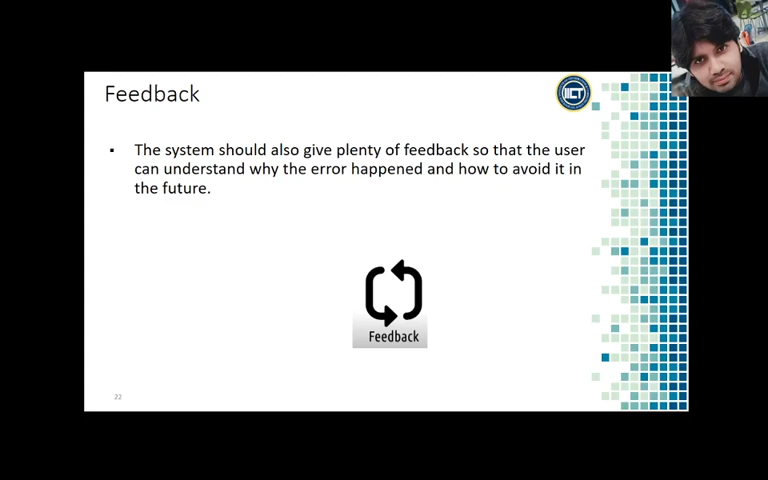 Feedback
IICT
▪ The system should also give plenty of feedback so that the user
can understand why the error happened and how to avoid it in
the future.
Feedback
22